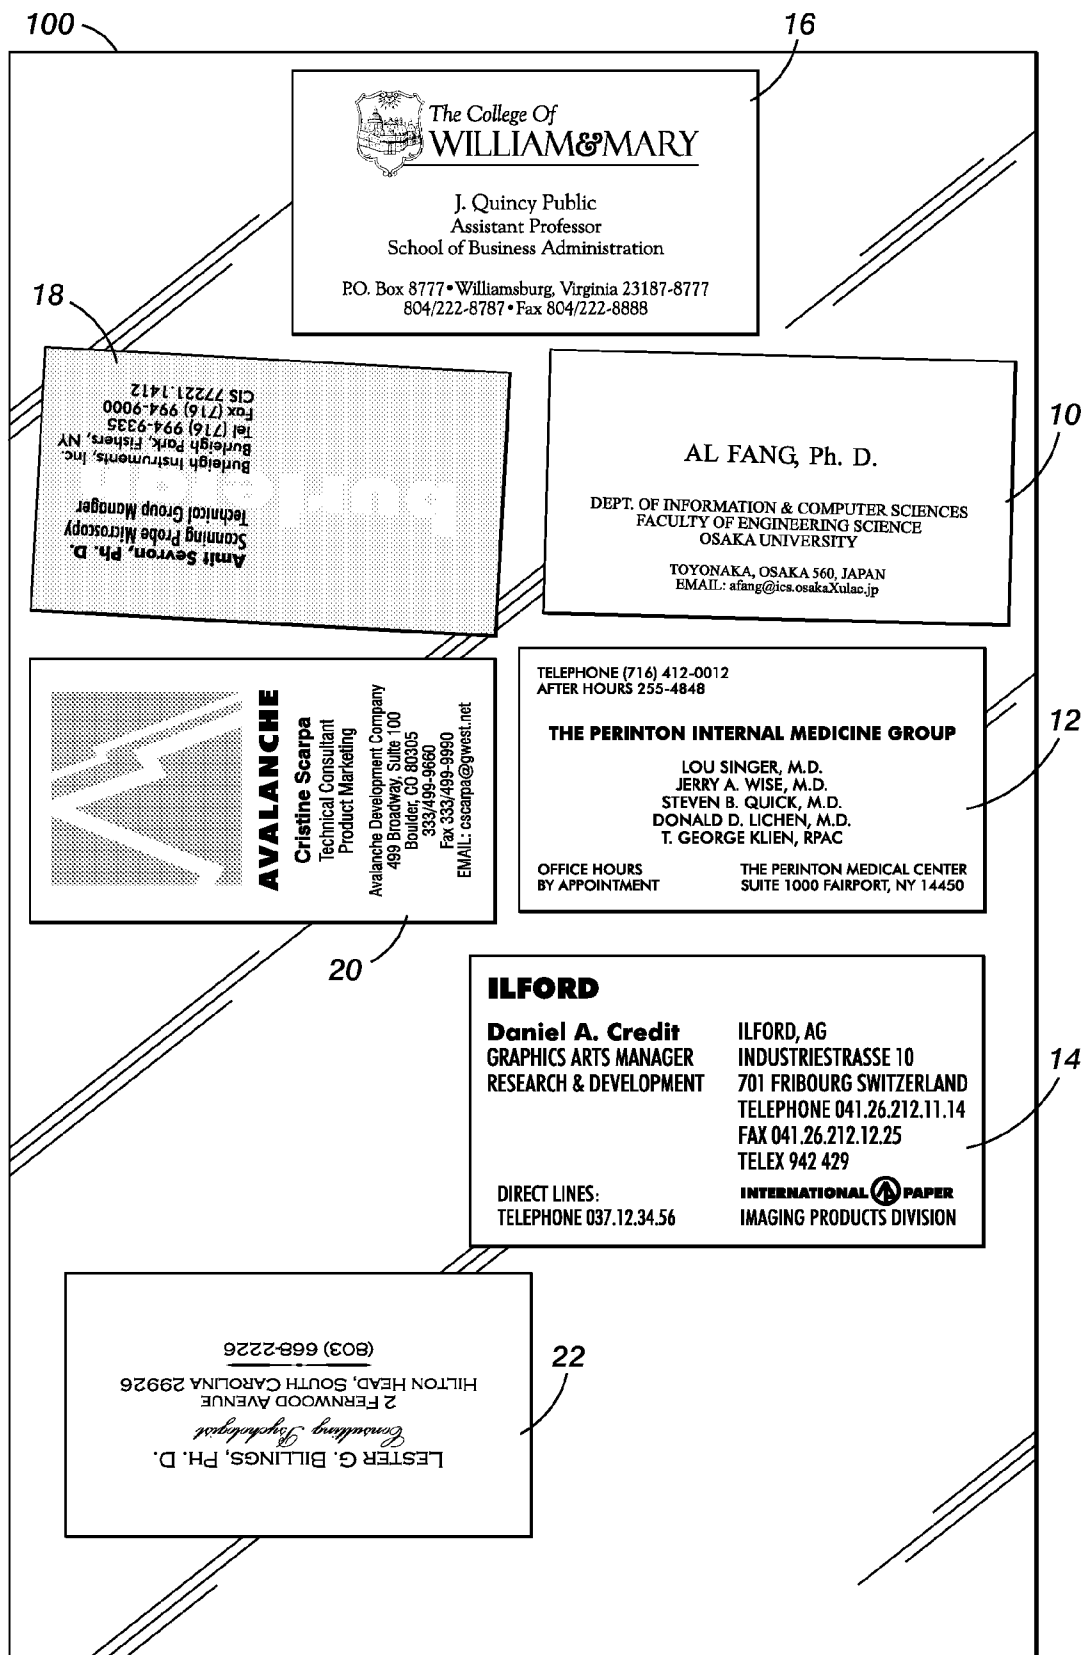 100
16
The College Of
WILLIAM&MARY
J. Quincy Public
Assistant Professor
School of Business Administration
P.O. Box 8777•Williamsburg, Virginia 23187-8777
804/222-8787•Fax 804/222-8888
18
Amit Sevron, Ph. D.
Scanning Probe Microscopy
Technical Group Manager
burleigh
Burleigh Instruments, Inc.
Burleigh Park, Fishers, NY
Tel (716) 994-9335
Fax (716) 994-9000
CIS 77221.1412
10
AL FANG, Ph. D.
DEPT. OF INFORMATION & COMPUTER SCIENCES
FACULTY OF ENGINEERING SCIENCE
OSAKA UNIVERSITY
TOYONAKA, OSAKA 560, JAPAN
EMAIL: afang@ics.osakaXulac.jp
AVALANCHE
Cristine Scarpa
Technical Consultant
Product Marketing
Avalanche Development Company
499 Broadway, Suite 100
Boulder, CO 80305
333/499-9660
Fax 333/499-9990
EMAIL: cscarpa@gwest.net
20
TELEPHONE (716) 412-0012
AFTER HOURS 255-4848
THE PERINTON INTERNAL MEDICINE GROUP
LOU SINGER, M.D.
JERRY A. WISE, M.D.
STEVEN B. QUICK, M.D.
DONALD D. LICHEN, M.D.
T. GEORGE KLIEN, RPAC
OFFICE HOURS
BY APPOINTMENT
THE PERINTON MEDICAL CENTER
SUITE 1000 FAIRPORT, NY 14450
12
ILFORD
Daniel A. Credit
GRAPHICS ARTS MANAGER
RESEARCH & DEVELOPMENT
ILFORD, AG
INDUSTRIESTRASSE 10
701 FRIBOURG SWITZERLAND
TELEPHONE 041.26.212.11.14
FAX 041.26.212.12.25
TELEX 942 429
DIRECT LINES:
TELEPHONE 037.12.34.56
INTERNATIONAL PAPER
IMAGING PRODUCTS DIVISION
14
LESTER G. BILLINGS, PH. D.
Consulting Psychologist
2 FERNWOOD AVENUE
HILTON HEAD, SOUTH CAROLINA 29926
(803) 668-2226
22